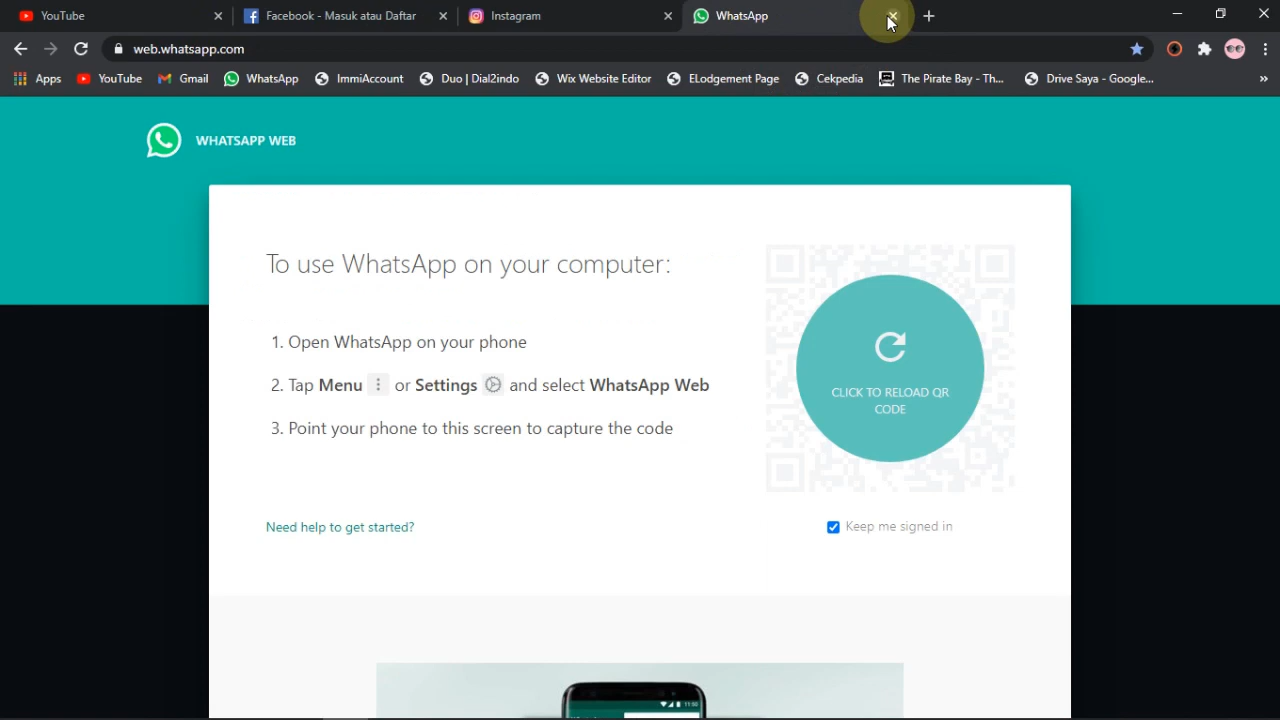 YouTube
Facebook - Masuk atau Daftar
Instagram
WhatsApp
web.whatsapp.com
Apps
YouTube
Gmail
WhatsApp
ImmiAccount
Duo | Dial2indo
Wix Website Editor
ELodgement Page
Cekpedia
The Pirate Bay - Th...
Drive Saya - Google...
WHATSAPP WEB
To use WhatsApp on your computer:
1. Open WhatsApp on your phone
2. Tap Menu or Settings and select WhatsApp Web
3. Point your phone to this screen to capture the code
CLICK TO RELOAD QR
CODE
Need help to get started?
Keep me signed in
11:50